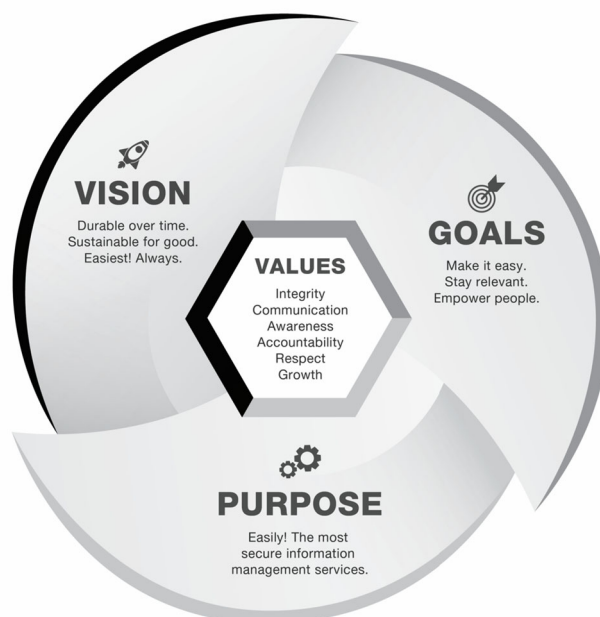 VISION
Durable over time.
Sustainable for good.
Easiest! Always.
GOALS
Make it easy.
Stay relevant.
Empower people.
VALUES
Integrity
Communication
Awareness
Accountability
Respect
Growth
PURPOSE
Easily! The most
secure information
management services.